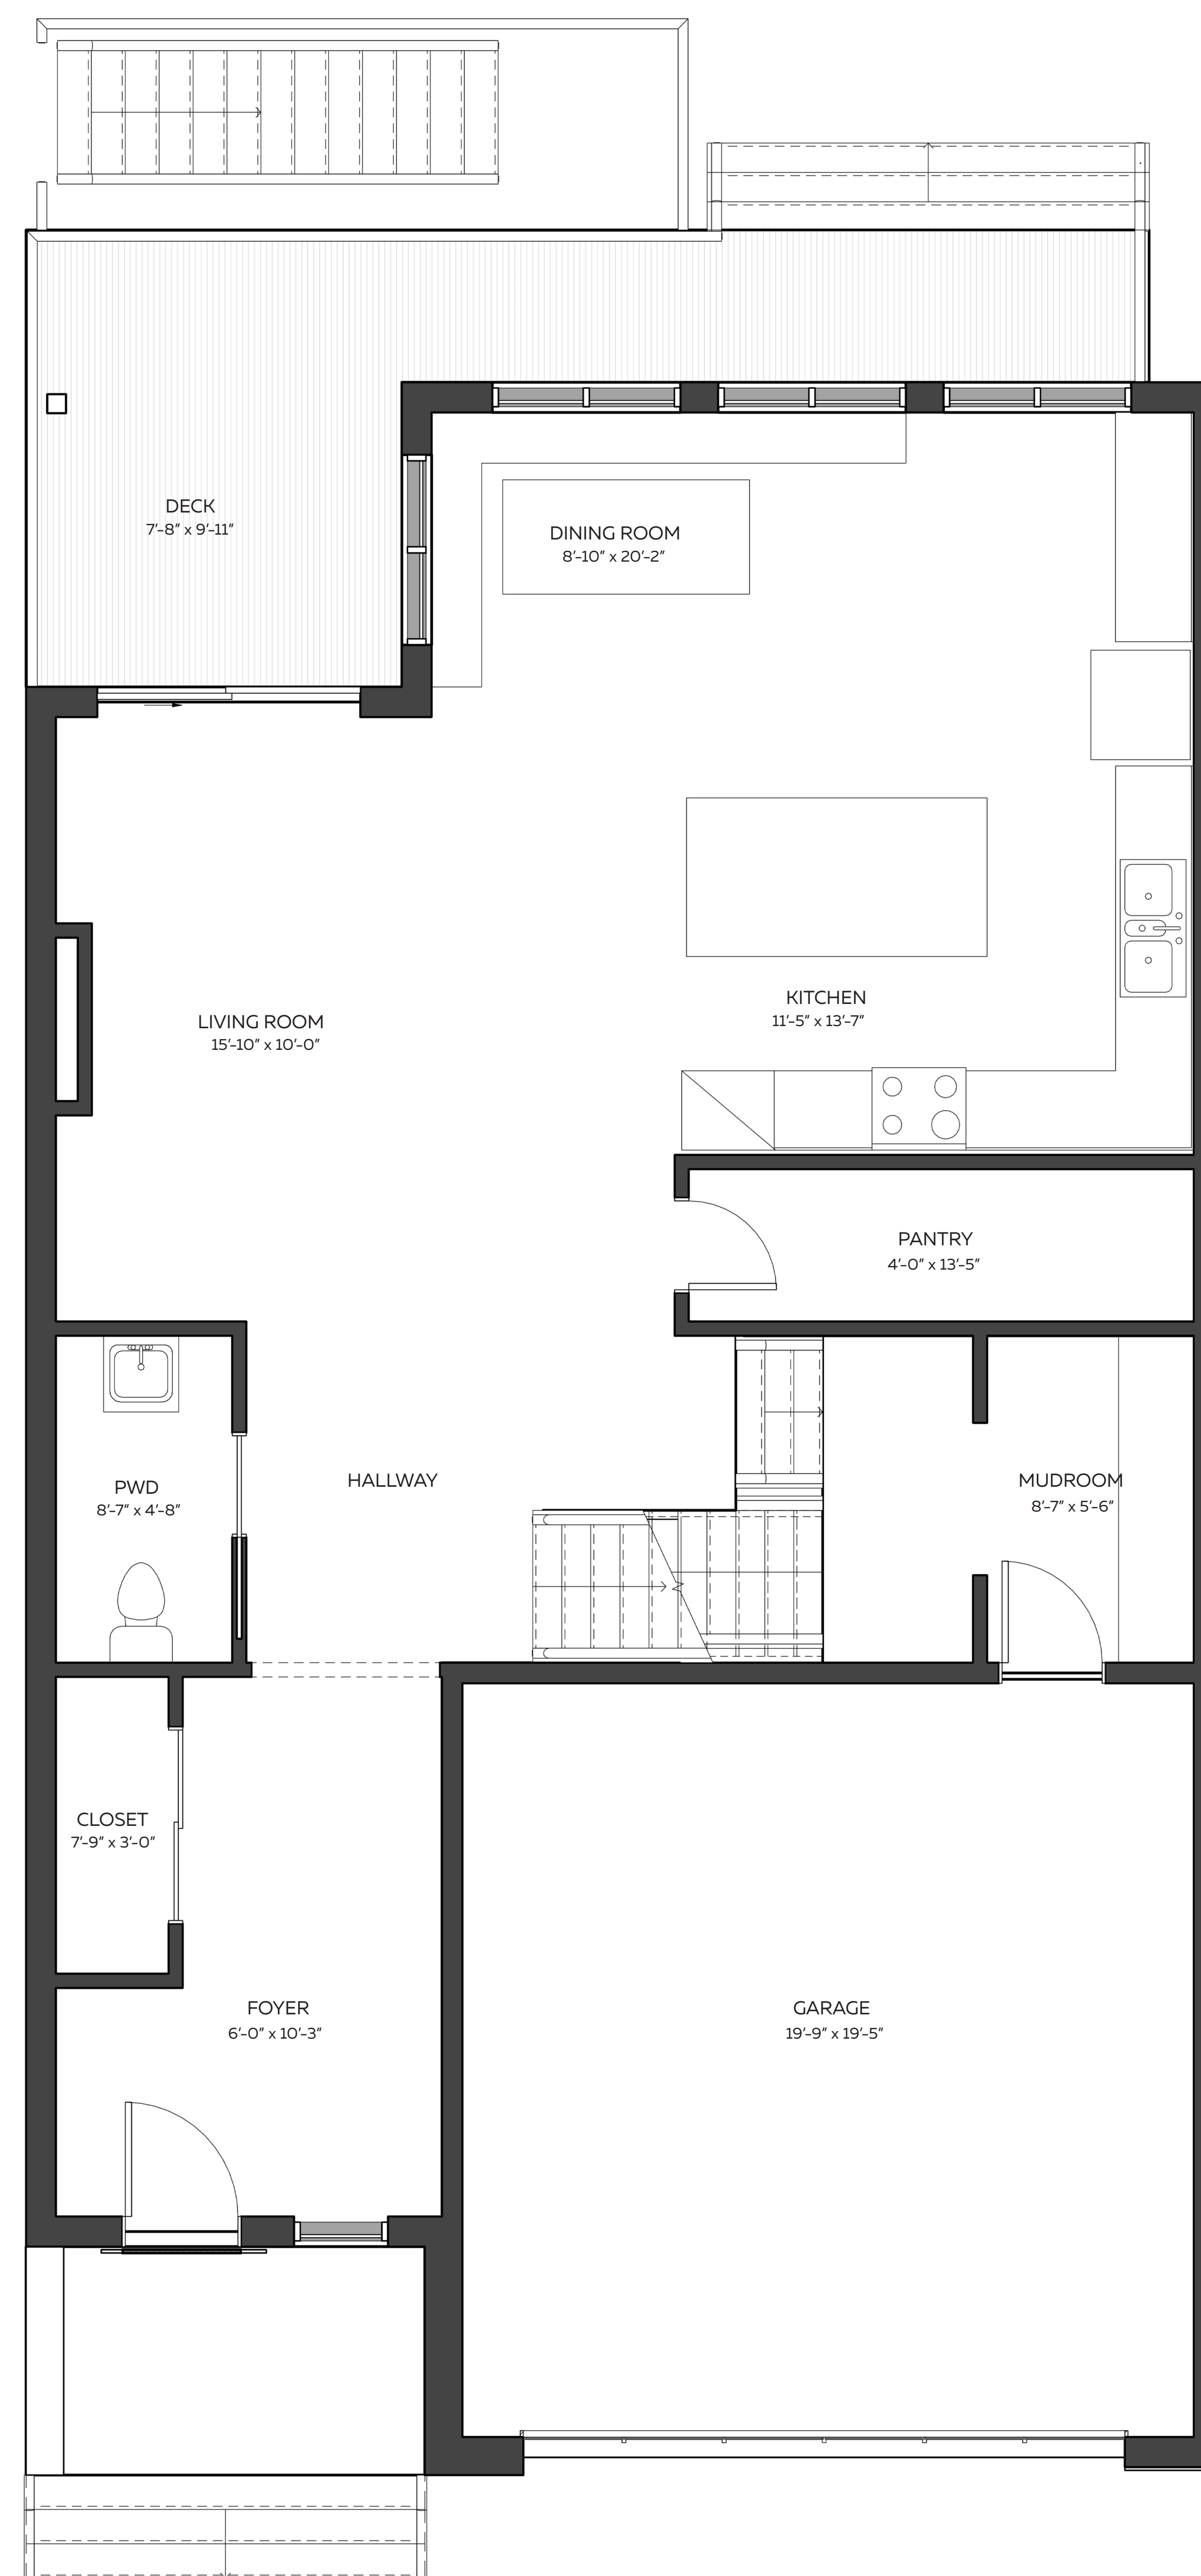 DECK
7'-8" x 9'-11"
DINING ROOM
8'-10" x 20'-2"
KITCHEN
11'-5" x 13'-7"
LIVING ROOM
15'-10" x 10'-0"
PANTRY
4'-0" x 13'-5"
HALLWAY
MUDROOM
8'-7" x 5'-6"
PWD
8'-7" x 4'-8"
CLOSET
7'-9" x 3'-0"
FOYER
6'-0" x 10'-3"
GARAGE
19'-9" x 19'-5"